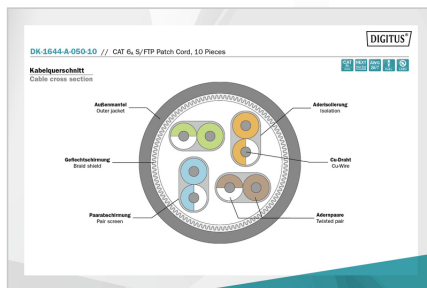 DIGITUS®
DK-1644-A-050-10 // CAT 6A S/FTP Patch Cord, 10 Pieces
Kabelquerschnitt
Cable cross section
Außenmantel
Outer jacket
Aderisolierung
Isolation
Geflechtschirmung
Braid shield
Cu-Draht
Cu-Wire
Paarabschirmung
Pair screen
Adernpaare
Twisted pair